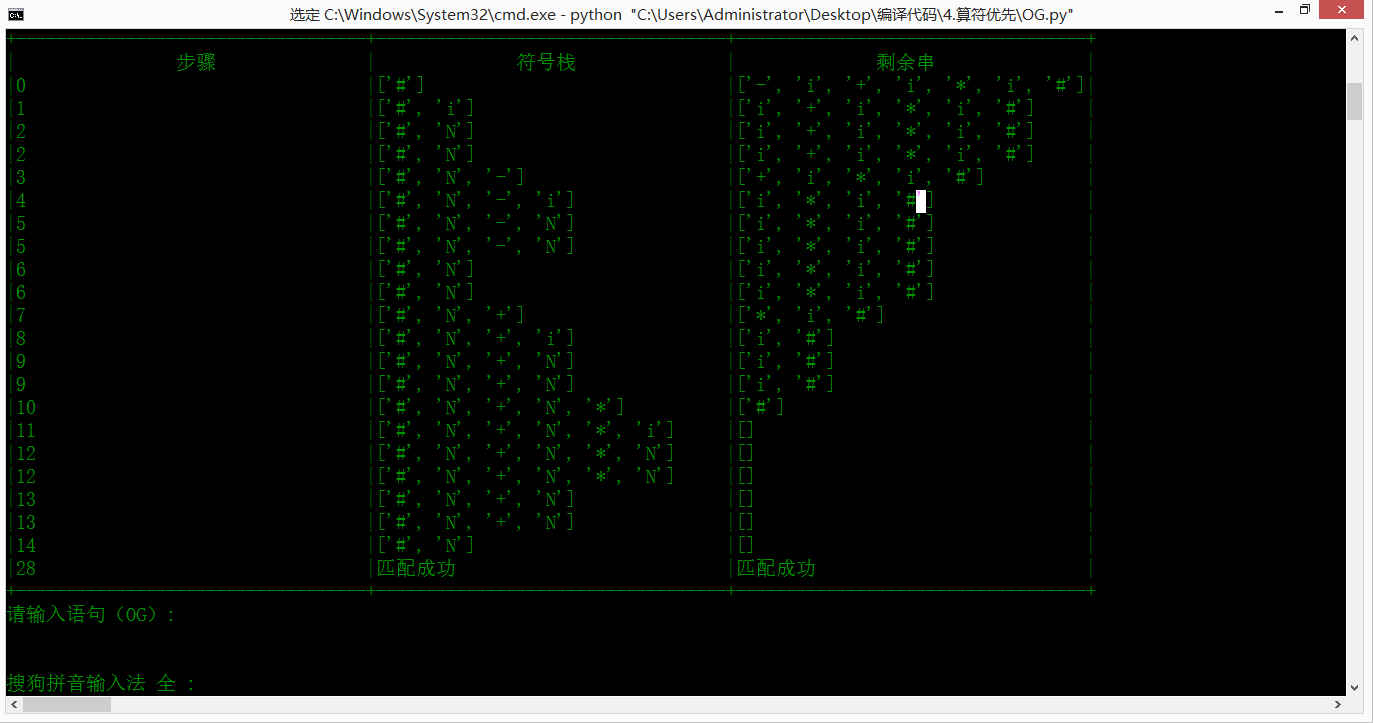 选定 C:\Windows\System32\cmd.exe - python "C:\Users\Administrator\Desktop\编译代码\4.算符优先\OG.py"
步骤 符号栈 剩余串
0 ['#'] ['-', 'i', '+', 'i', '*', 'i', '#']
1 ['#', 'i'] ['i', '+', 'i', '*', 'i', '#']
2 ['#', 'N'] ['i', '+', 'i', '*', 'i', '#']
2 ['#', 'N'] ['i', '+', 'i', '*', 'i', '#']
3 ['#', 'N', '-'] ['+', 'i', '*', 'i', '#']
4 ['#', 'N', '-', 'i'] ['i', '*', 'i', '#']
5 ['#', 'N', '-', 'N'] ['i', '*', 'i', '#']
5 ['#', 'N', '-', 'N'] ['i', '*', 'i', '#']
6 ['#', 'N'] ['i', '*', 'i', '#']
6 ['#', 'N'] ['i', '*', 'i', '#']
7 ['#', 'N', '+'] ['*', 'i', '#']
8 ['#', 'N', '+', 'i'] ['i', '#']
9 ['#', 'N', '+', 'N'] ['i', '#']
9 ['#', 'N', '+', 'N'] ['i', '#']
10 ['#', 'N', '+', 'N', '*'] ['#']
11 ['#', 'N', '+', 'N', '*', 'i'] []
12 ['#', 'N', '+', 'N', '*', 'N'] []
12 ['#', 'N', '+', 'N', '*', 'N'] []
13 ['#', 'N', '+', 'N'] []
13 ['#', 'N', '+', 'N'] []
14 ['#', 'N'] []
28 匹配成功 匹配成功
请输入语句（OG）:
搜狗拼音输入法 全 :